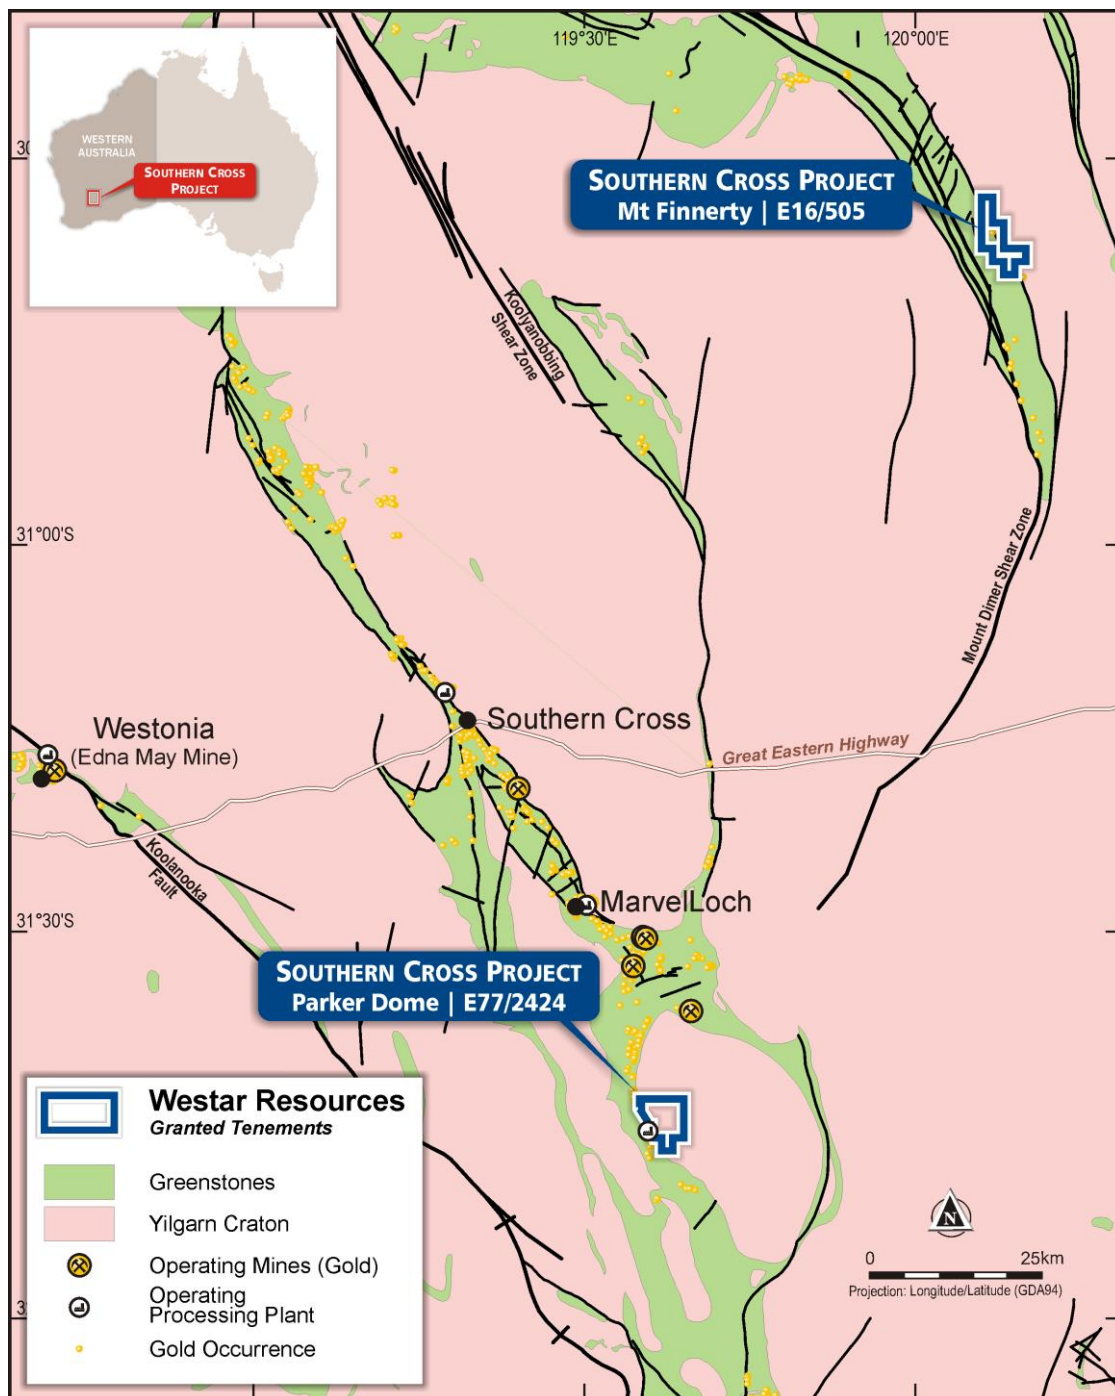 119°30'E
120°00'E
WESTERN
AUSTRALIA
SOUTHERN CROSS
PROJECT
30
SOUTHERN CROSS PROJECT
Mt Finnerty | E16/505
Koolyanobbing
Shear Zone
31°00'S
Mount Dimer Shear Zone
Southern Cross
Westonia
(Edna May Mine)
Great Eastern Highway
Koolanooka
Fault
MarvelLoch
31°30'S
SOUTHERN CROSS PROJECT
Parker Dome | E77/2424
Westar Resources
Granted Tenements
Greenstones
Yilgarn Craton
Operating Mines (Gold)
Operating
Processing Plant
Gold Occurrence
N
0 25km
Projection: Longitude/Latitude (GDA94)